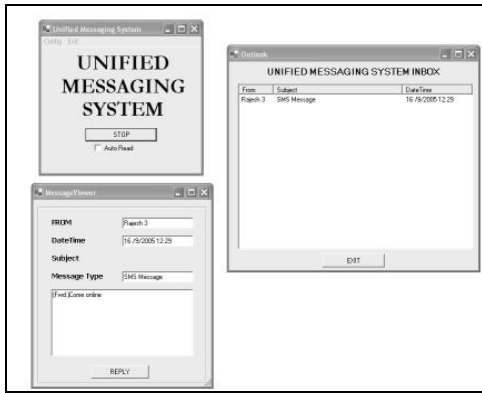 Unified Messaging System
Config Exit
UNIFIED
MESSAGING
SYSTEM
STOP
Auto Read
Outlook
UNIFIED MESSAGING SYSTEM INBOX
From Subject DateTime
Rajesh 3 SMS Message 16 /9/2005 12:29
EXIT
MessageViewer
FROM Rajesh 3
DateTime 16 /9/2005 12:29
Subject
Message Type SMS Message
(Fwd:)Come online
REPLY